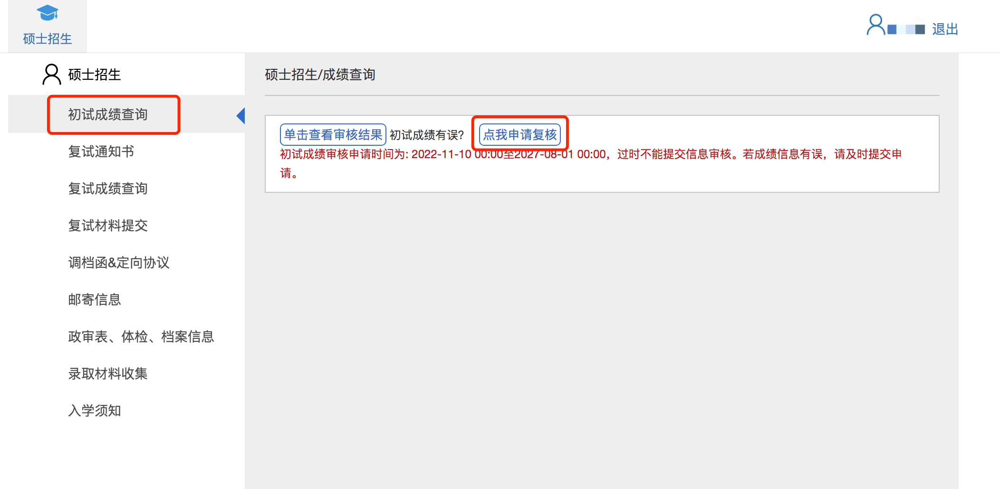 硕士招生
退出
硕士招生
初试成绩查询
复试通知书
复试成绩查询
复试材料提交
调档函&定向协议
邮寄信息
政审表、体检、档案信息
录取材料收集
入学须知
硕士招生/成绩查询
单击查看审核结果 初试成绩有误? 点我申请复核
初试成绩审核申请时间为: 2022-11-10 00:00至2027-08-01 00:00，过时不能提交信息审核。若成绩信息有误，请及时提交申
请。